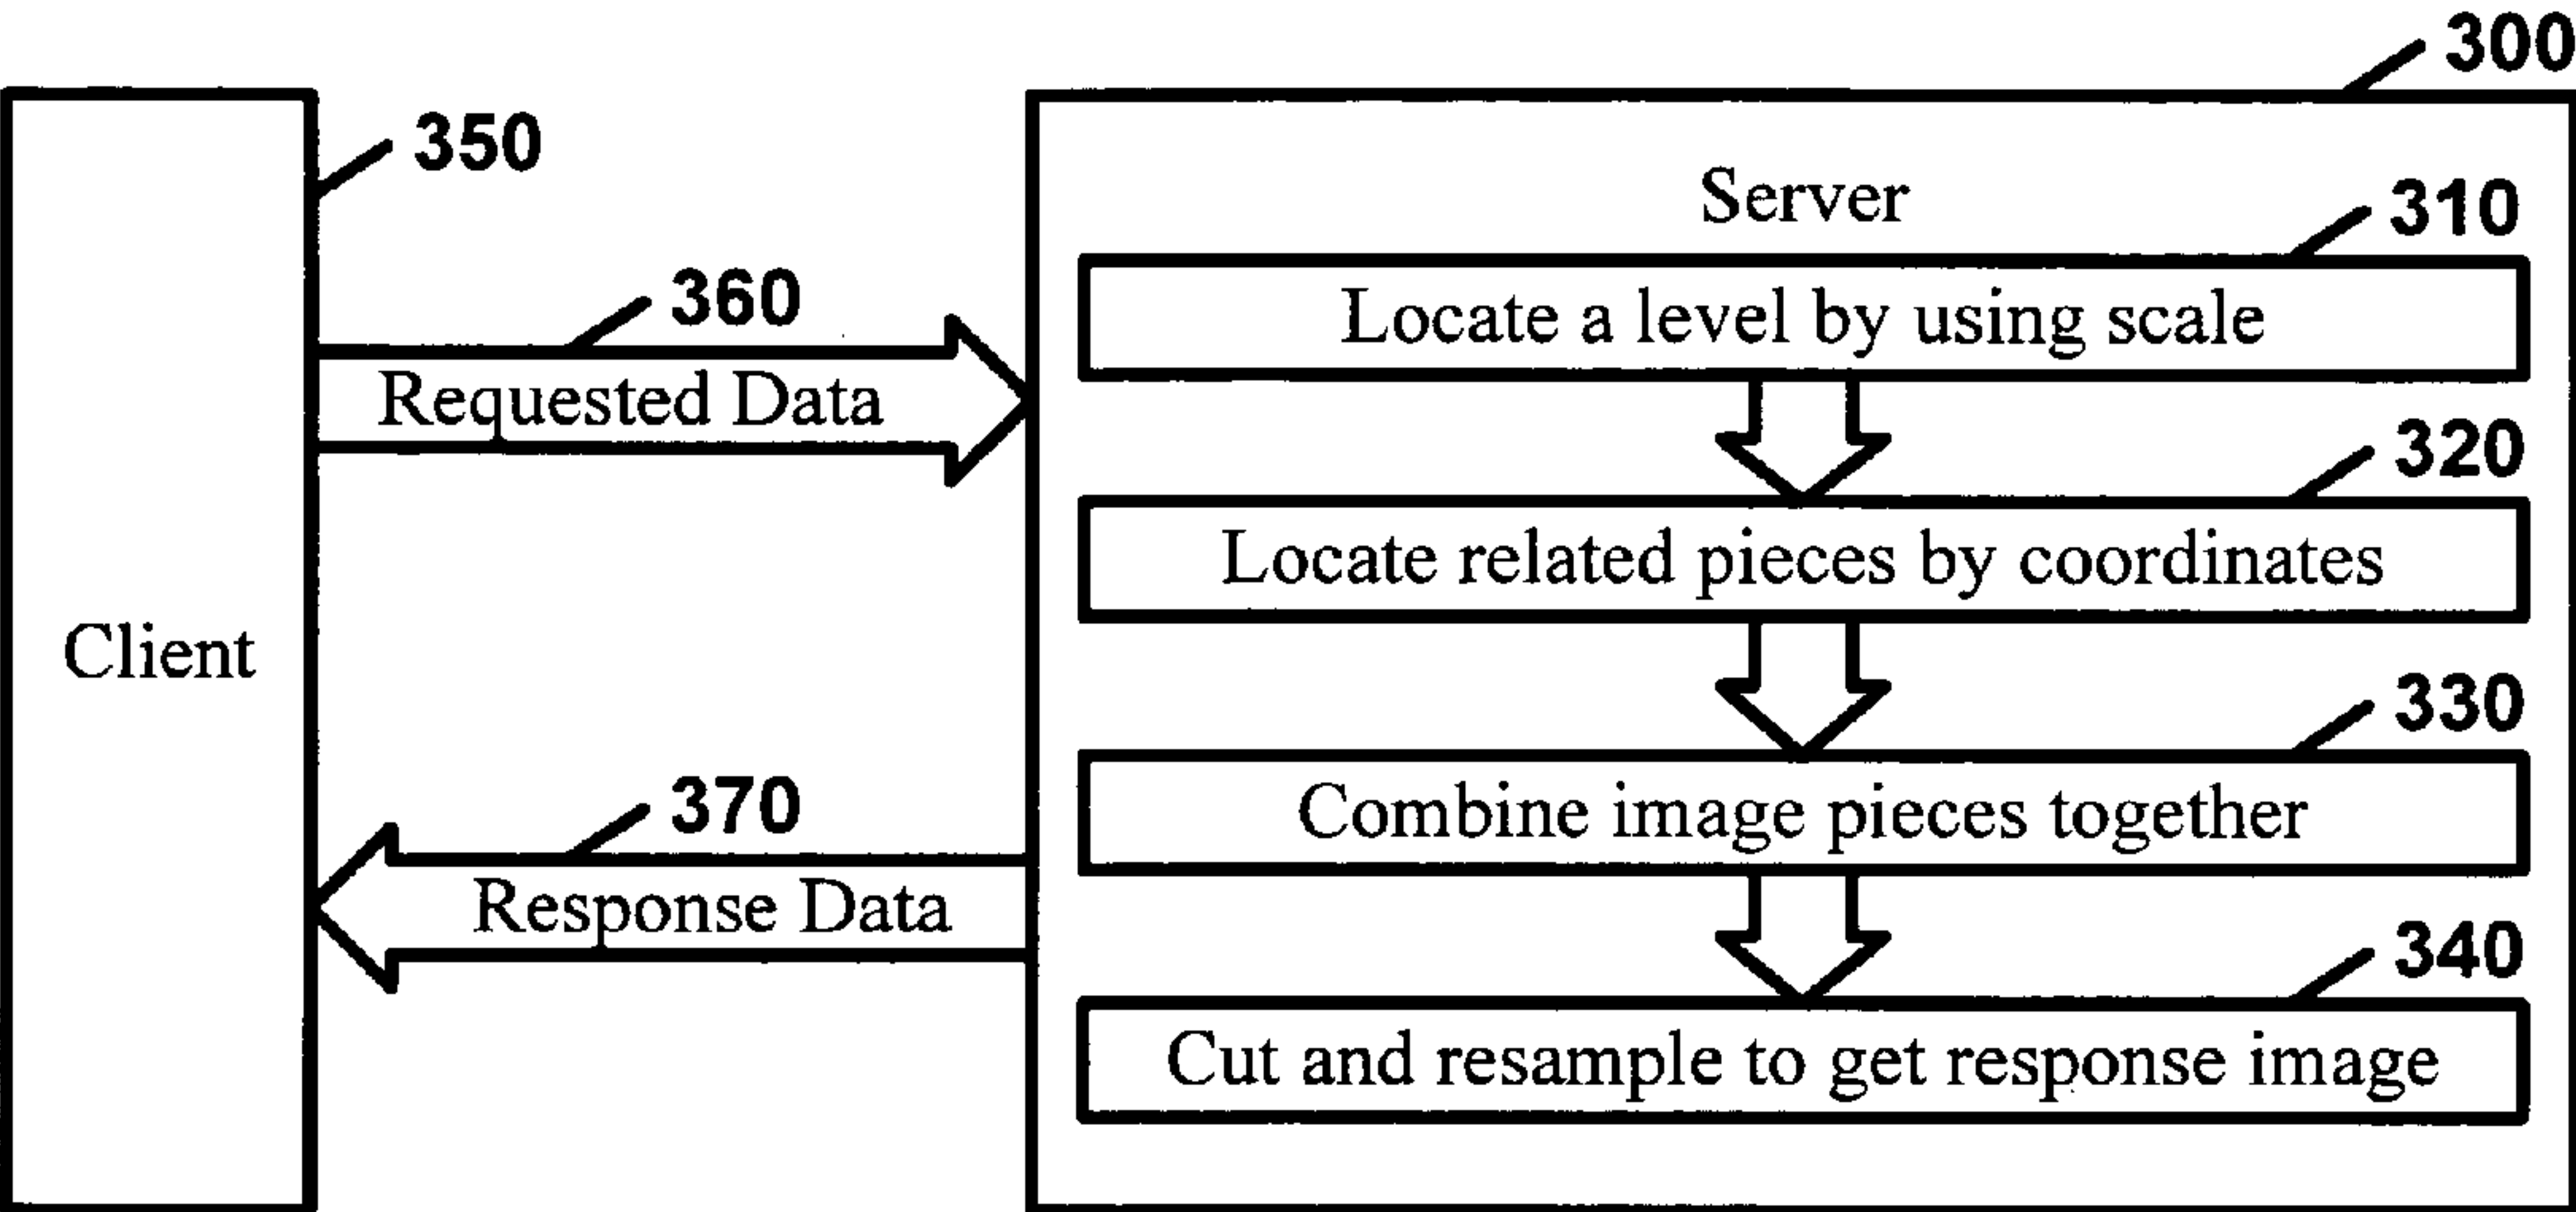 300
350
Server
310
360
Locate a level by using scale
Requested Data
320
Locate related pieces by coordinates
Client
330
370
Combine image pieces together
Response Data
340
Cut and resample to get response image